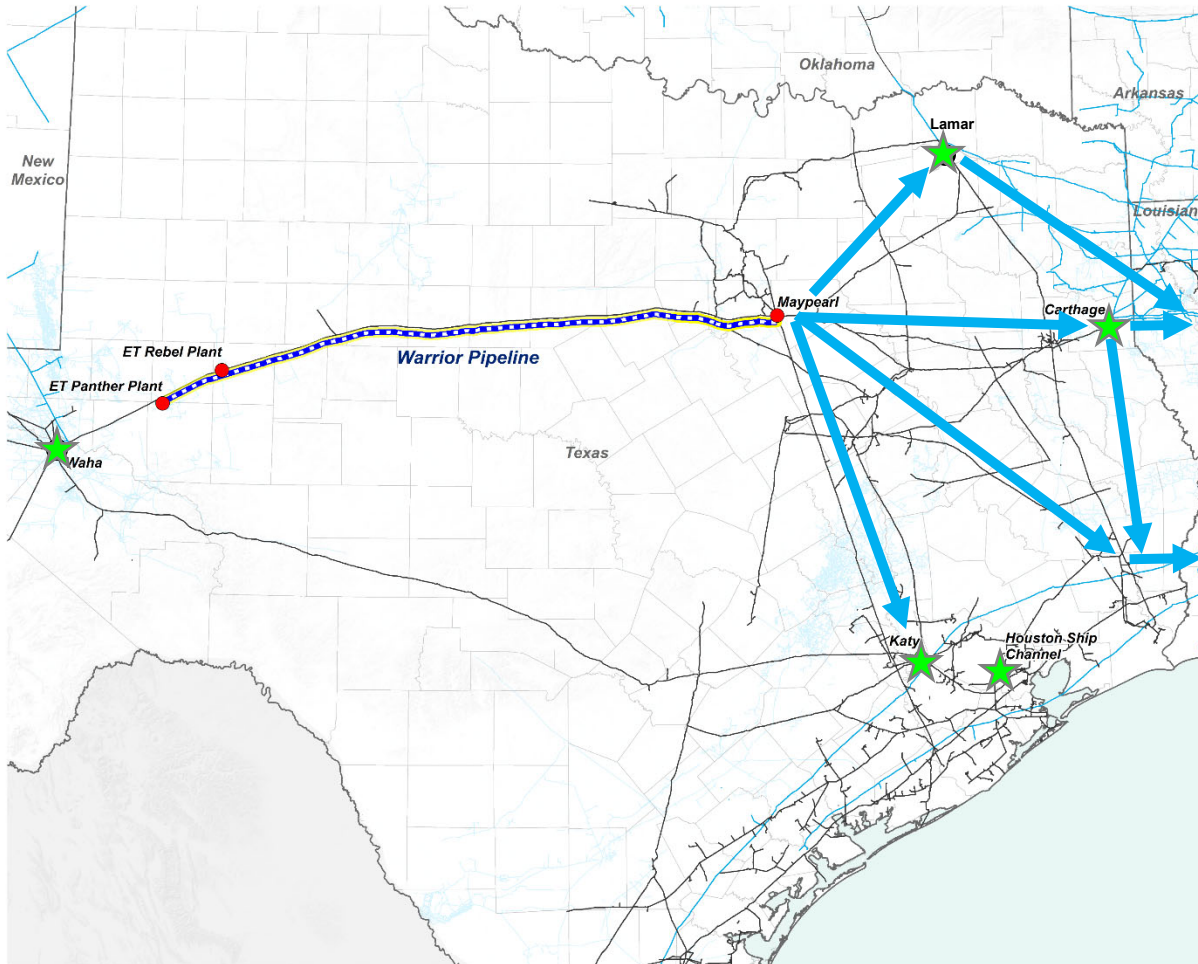 Oklahoma
Arkansas
Lamar
New
Mexico
Louisian
Maypearl
Carthage
ET Rebel Plant
Warrior Pipeline
ET Panther Plant
Texas
Waha
Katy
Houston Ship
Channel